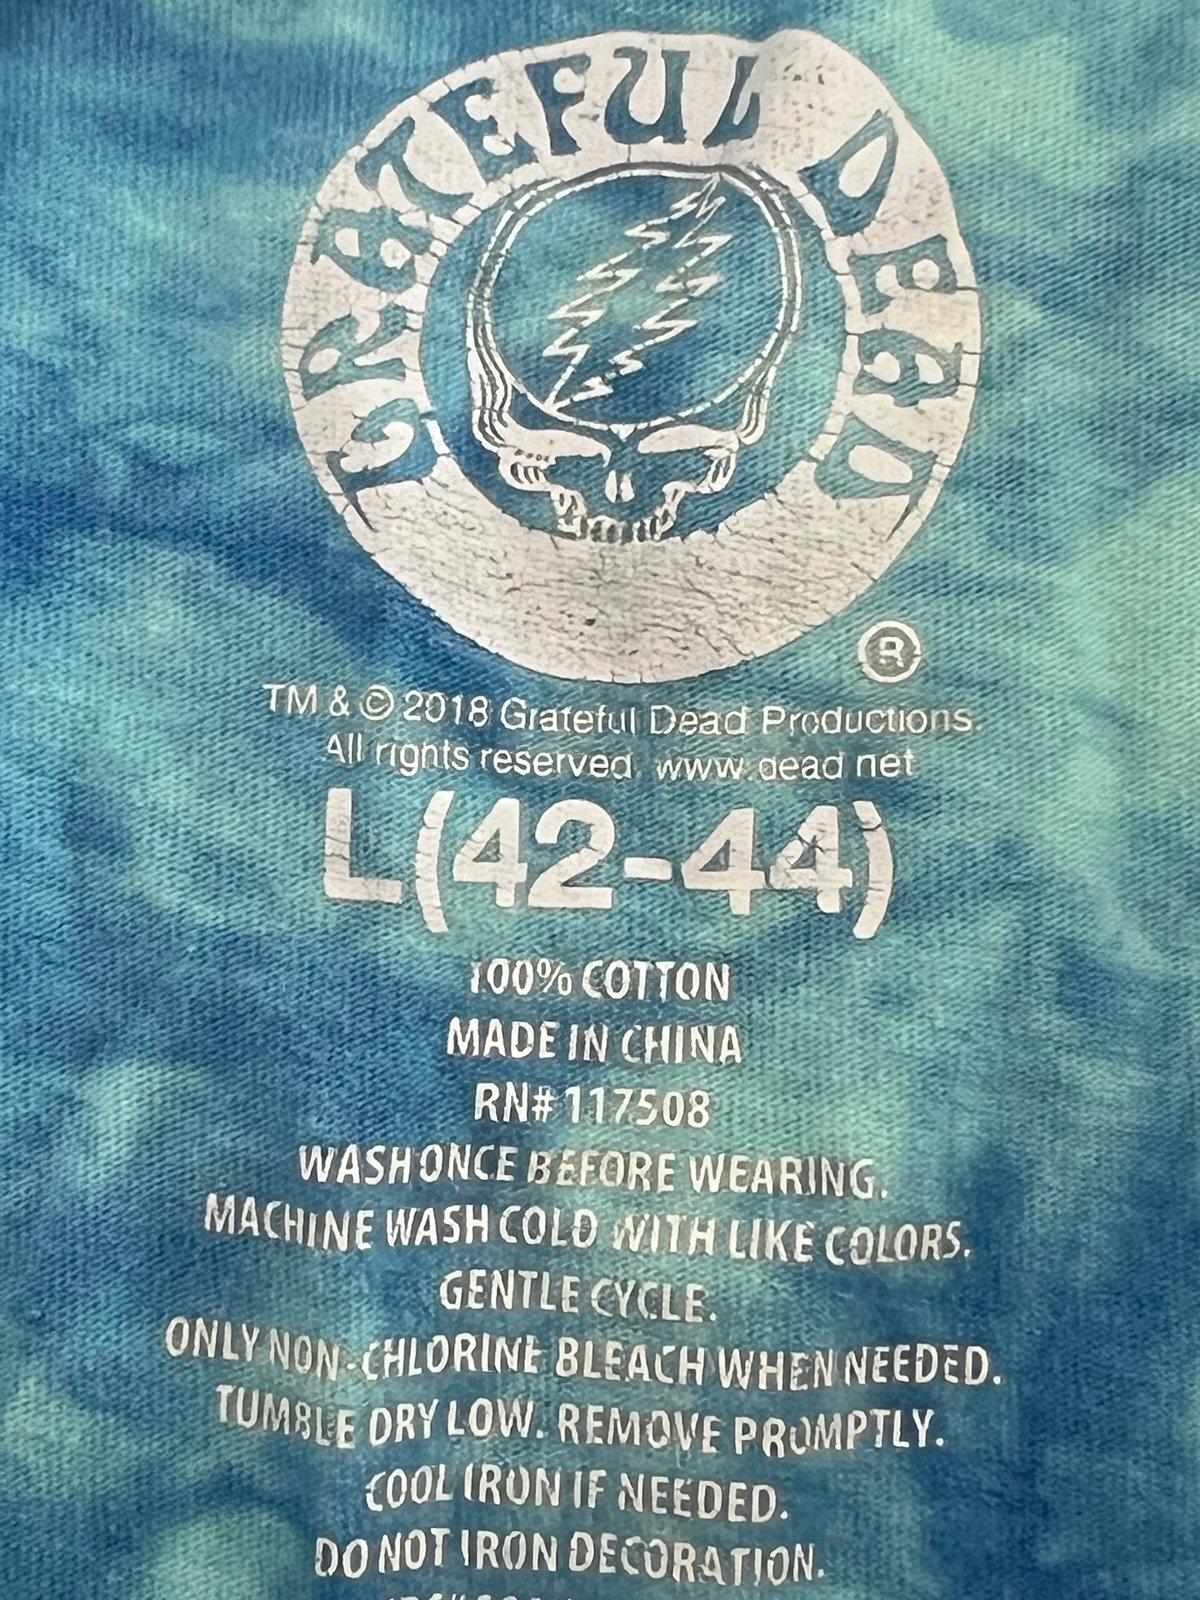 GRATEFUL DEAD
®
TM & © 2018 Grateful Dead Productions.
All rights reserved. www.dead.net
L(42-44)
100% COTTON
MADE IN CHINA
RN# 117508
WASH ONCE BEFORE WEARING.
MACHINE WASH COLD WITH LIKE COLORS.
GENTLE CYCLE.
ONLY NON-CHLORINE BLEACH WHEN NEEDED.
TUMBLE DRY LOW. REMOVE PROMPTLY.
COOL IRON IF NEEDED.
DO NOT IRON DECORATION.